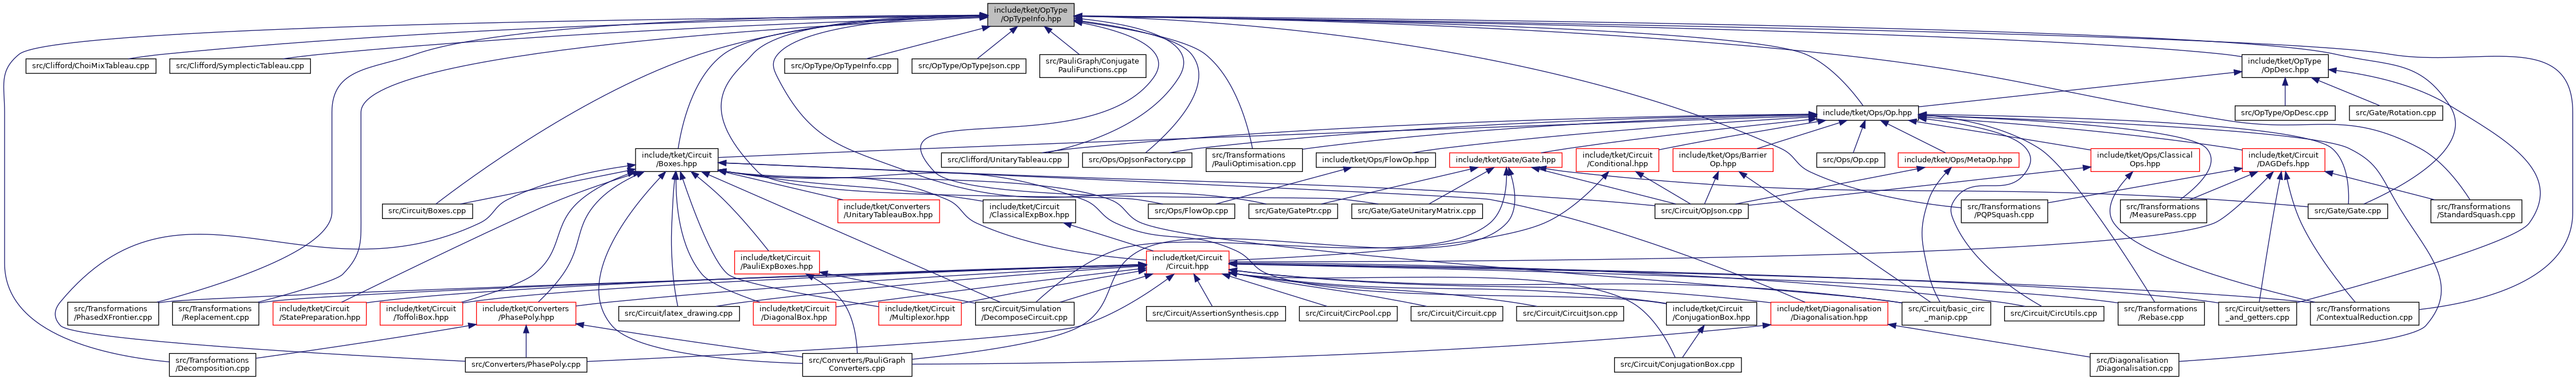 include/tket/OpType
/OpTypeInfo.hpp
src/Clifford/ChoiMixTableau.cpp
src/Clifford/SymplecticTableau.cpp
src/OpType/OpTypeInfo.cpp
src/OpType/OpTypeJson.cpp
src/PauliGraph/Conjugate
PauliFunctions.cpp
include/tket/OpType
/OpDesc.hpp
include/tket/Ops/Op.hpp
src/OpType/OpDesc.cpp
src/Gate/Rotation.cpp
include/tket/Circuit
/Boxes.hpp
src/Clifford/UnitaryTableau.cpp
src/Ops/OpJsonFactory.cpp
src/Transformations
/PauliOptimisation.cpp
include/tket/Ops/FlowOp.hpp
include/tket/Gate/Gate.hpp
include/tket/Circuit
/Conditional.hpp
include/tket/Ops/Barrier
Op.hpp
src/Ops/Op.cpp
include/tket/Ops/MetaOp.hpp
include/tket/Ops/Classical
Ops.hpp
include/tket/Circuit
/DAGDefs.hpp
src/Circuit/Boxes.cpp
include/tket/Converters
/UnitaryTableauBox.hpp
include/tket/Circuit
/ClassicalExpBox.hpp
src/Ops/FlowOp.cpp
src/Gate/GatePtr.cpp
src/Gate/GateUnitaryMatrix.cpp
src/Circuit/OpJson.cpp
src/Transformations
/PQPSquash.cpp
src/Transformations
/MeasurePass.cpp
src/Gate/Gate.cpp
src/Transformations
/StandardSquash.cpp
include/tket/Circuit
/PauliExpBoxes.hpp
include/tket/Circuit
/Circuit.hpp
src/Transformations
/PhasedXFrontier.cpp
src/Transformations
/Replacement.cpp
include/tket/Circuit
/StatePreparation.hpp
include/tket/Circuit
/ToffoliBox.hpp
include/tket/Converters
/PhasePoly.hpp
src/Circuit/latex_drawing.cpp
include/tket/Circuit
/DiagonalBox.hpp
include/tket/Circuit
/Multiplexor.hpp
src/Circuit/Simulation
/DecomposeCircuit.cpp
src/Circuit/AssertionSynthesis.cpp
src/Circuit/CircPool.cpp
src/Circuit/Circuit.cpp
src/Circuit/CircuitJson.cpp
include/tket/Circuit
/ConjugationBox.hpp
include/tket/Diagonalisation
/Diagonalisation.hpp
src/Circuit/basic_circ
_manip.cpp
src/Circuit/CircUtils.cpp
src/Transformations
/Rebase.cpp
src/Circuit/setters
_and_getters.cpp
src/Transformations
/ContextualReduction.cpp
src/Transformations
/Decomposition.cpp
src/Converters/PhasePoly.cpp
src/Converters/PauliGraph
Converters.cpp
src/Circuit/ConjugationBox.cpp
src/Diagonalisation
/Diagonalisation.cpp